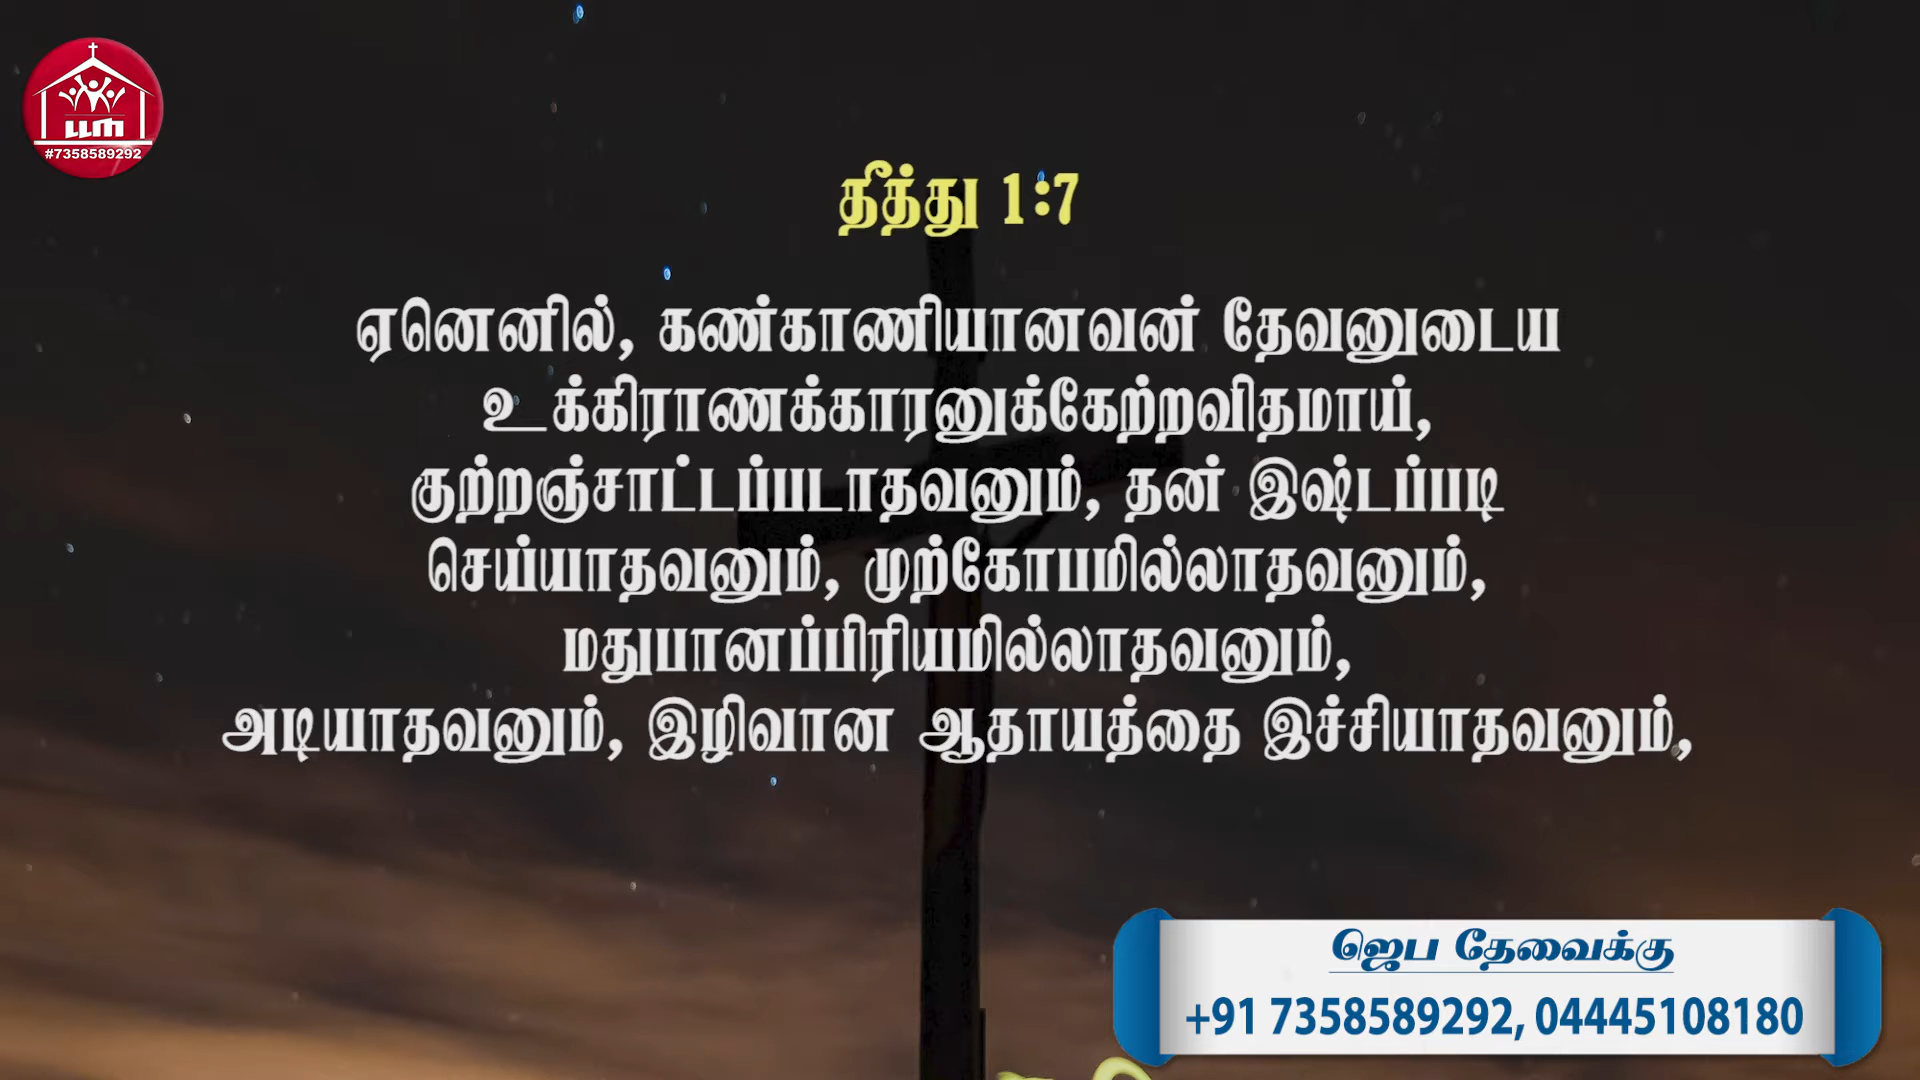 #7358589292
தீத்து 1:7
ஏனெனில், கண்காணியானவன் தேவனுடைய
உக்கிராணக்காரனுக்கேற்றவிதமாய்,
குற்றஞ்சாட்டப்படாதவனும், தன் இஷ்டப்படி
செய்யாதவனும், முற்கோபமில்லாதவனும்,
மதுபானப்பிரியமில்லாதவனும்,
அடியாதவனும், இழிவான ஆதாயத்தை இச்சியாதவனும்,
ஜெப தேவைக்கு
+91 7358589292, 04445108180